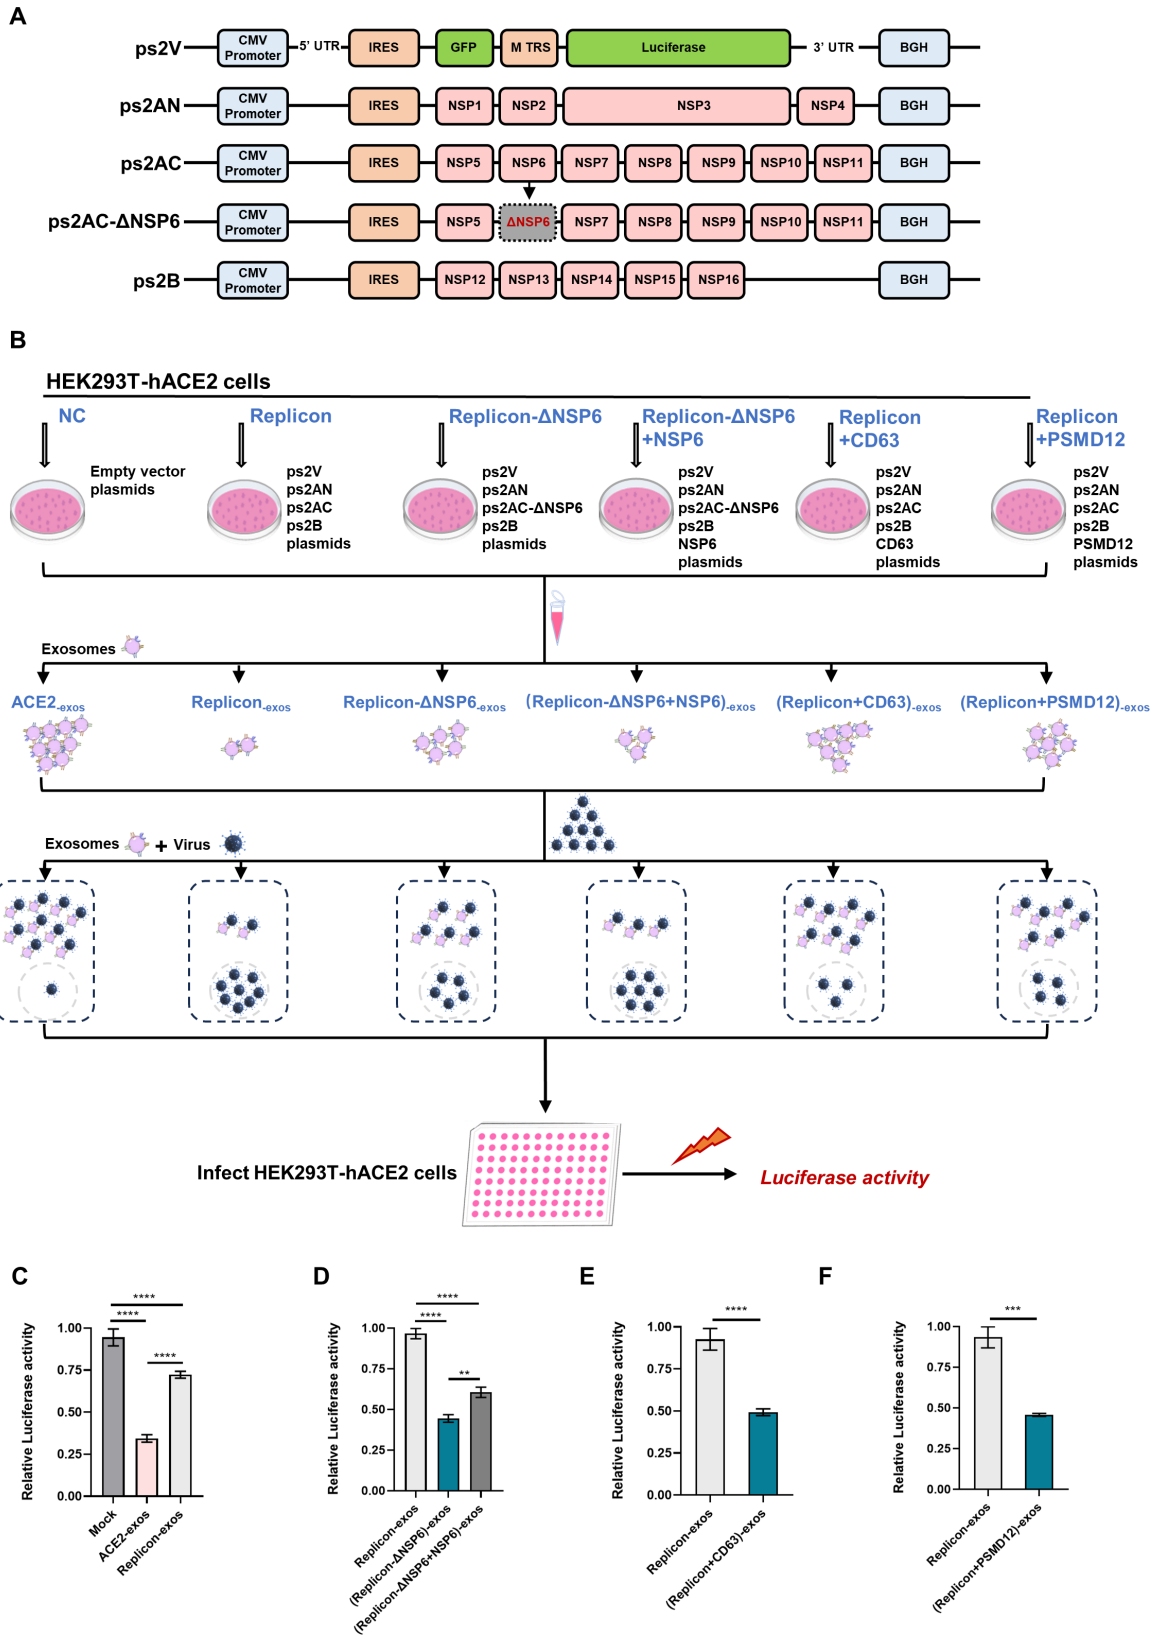 A
ps2V
CMV Promoter
5' UTR
IRES
GFP
M TRS
Luciferase
3' UTR
BGH
ps2AN
CMV Promoter
IRES
NSP1
NSP2
NSP3
NSP4
BGH
ps2AC
CMV Promoter
IRES
NSP5
NSP6
NSP7
NSP8
NSP9
NSP10
NSP11
BGH
ps2AC-ΔNSP6
CMV Promoter
IRES
NSP5
ΔNSP6
NSP7
NSP8
NSP9
NSP10
NSP11
BGH
ps2B
CMV Promoter
IRES
NSP12
NSP13
NSP14
NSP15
NSP16
BGH
B
HEK293T-hACE2 cells
NC
Empty vector
plasmids
Replicon
ps2V
ps2AN
ps2AC
ps2B
plasmids
Replicon-ΔNSP6
ps2V
ps2AN
ps2AC-ΔNSP6
ps2B
plasmids
Replicon-ΔNSP6
+NSP6
ps2V
ps2AN
ps2AC-ΔNSP6
ps2B
NSP6
plasmids
Replicon
+CD63
ps2V
ps2AN
ps2AC
ps2B
CD63
plasmids
Replicon
+PSMD12
ps2V
ps2AN
ps2AC
ps2B
PSMD12
plasmids
Exosomes
ACE2-exos
Replicon-exos
Replicon-ΔNSP6-exos
(Replicon-ΔNSP6+NSP6)-exos
(Replicon+CD63)-exos
(Replicon+PSMD12)-exos
Exosomes + Virus
Infect HEK293T-hACE2 cells
Luciferase activity
C
Relative Luciferase activity
1.00
0.75
0.50
0.25
0.00
****
****
****
Mock
ACE2-exos
Replicon-exos
D
Relative Luciferase activity
1.00
0.75
0.50
0.25
0.00
****
****
**
Replicon-exos
(Replicon-ΔNSP6)-exos
(Replicon-ΔNSP6+NSP6)-exos
E
Relative Luciferase activity
1.00
0.75
0.50
0.25
0.00
****
Replicon-exos
(Replicon+CD63)-exos
F
Relative Luciferase activity
1.00
0.75
0.50
0.25
0.00
***
Replicon-exos
(Replicon+PSMD12)-exos